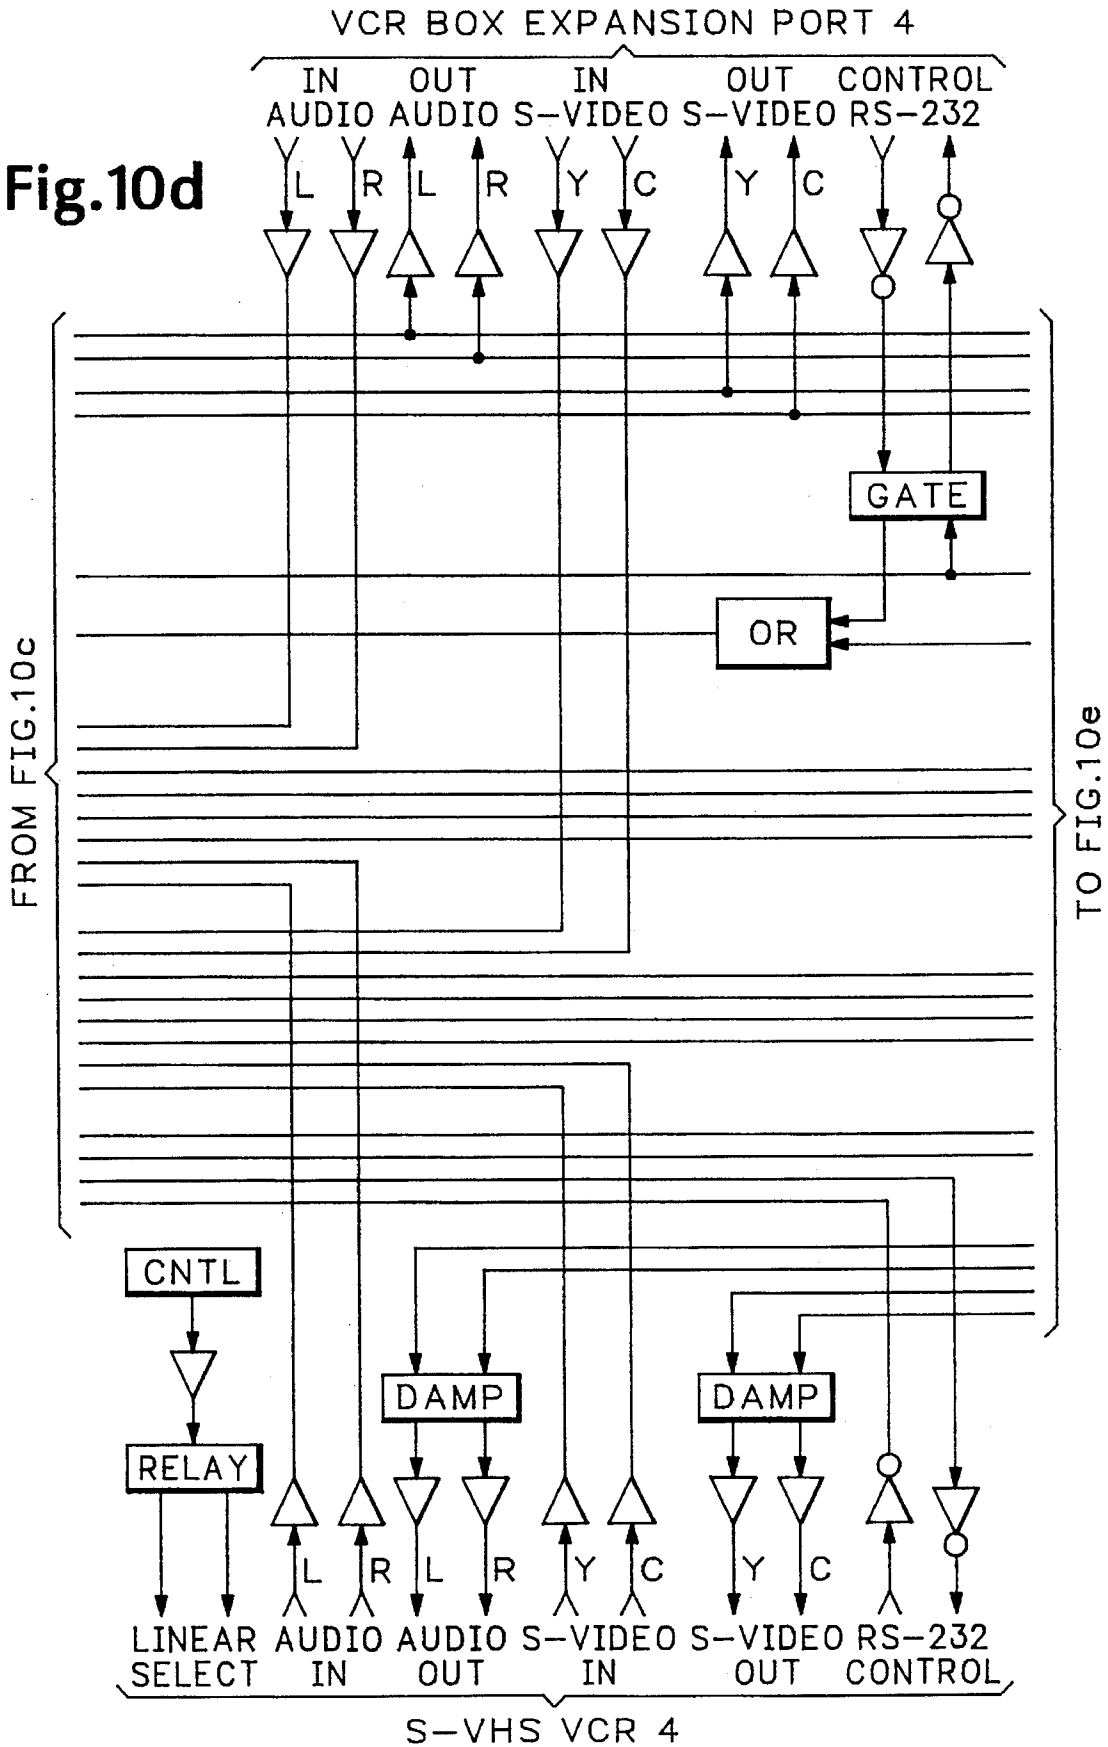 VCR BOX EXPANSION PORT 4
IN OUT IN OUT CONTROL
AUDIO AUDIO S-VIDEO S-VIDEO RS-232
Fig.10d
L R L R Y C Y C
GATE
OR
FROM FIG.10c
TO FIG.10e
CNTL
DAMP DAMP
RELAY
L R L R Y C Y C
LINEAR AUDIO AUDIO S-VIDEO S-VIDEO RS-232
SELECT IN OUT IN OUT CONTROL
S-VHS VCR 4